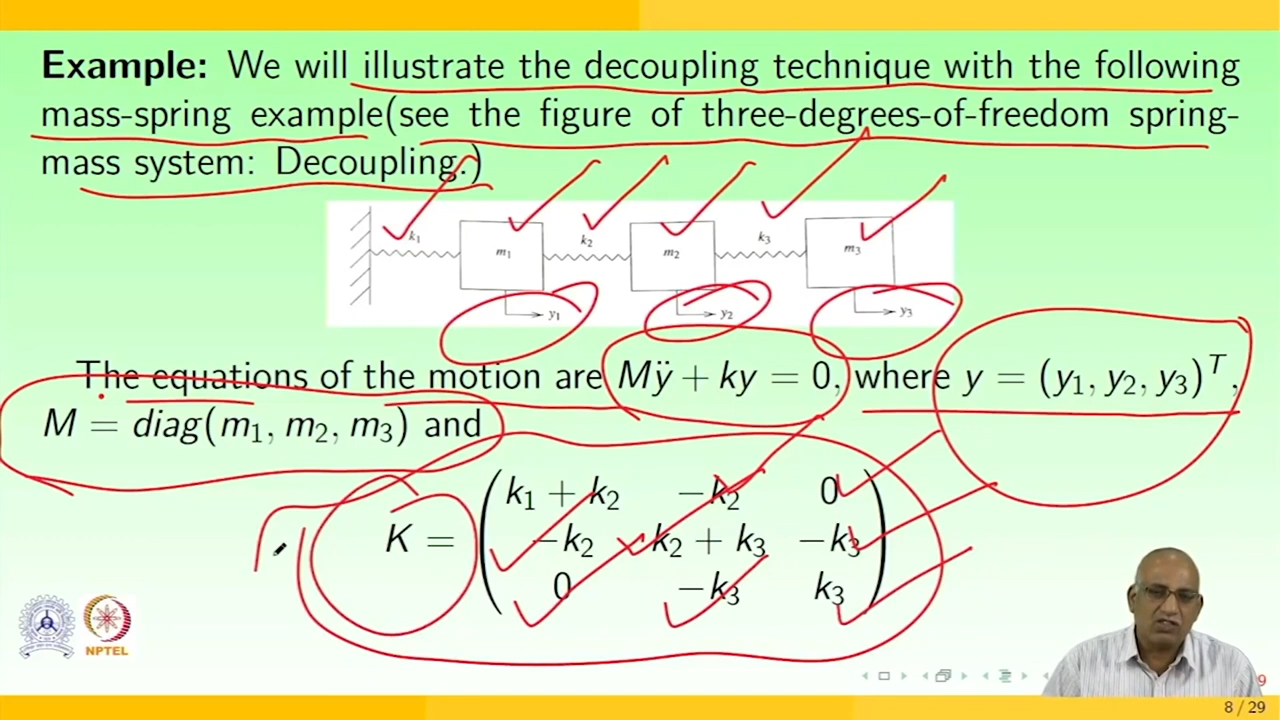 Example: We will illustrate the decoupling technique with the following
mass-spring example(see the figure of three-degrees-of-freedom spring-
mass system: Decoupling.)
k₁ m₁ k₂ m₂ k₃ m₃
y₁ y₂ y₃
The equations of the motion are Mÿ + ky = 0, where y = (y₁, y₂, y₃)ᵀ,
M = diag(m₁, m₂, m₃) and
k₁ + k₂ −k₂ 0
K = −k₂ k₂ + k₃ −k₃
0 −k₃ k₃
NPTEL
9
8 / 29